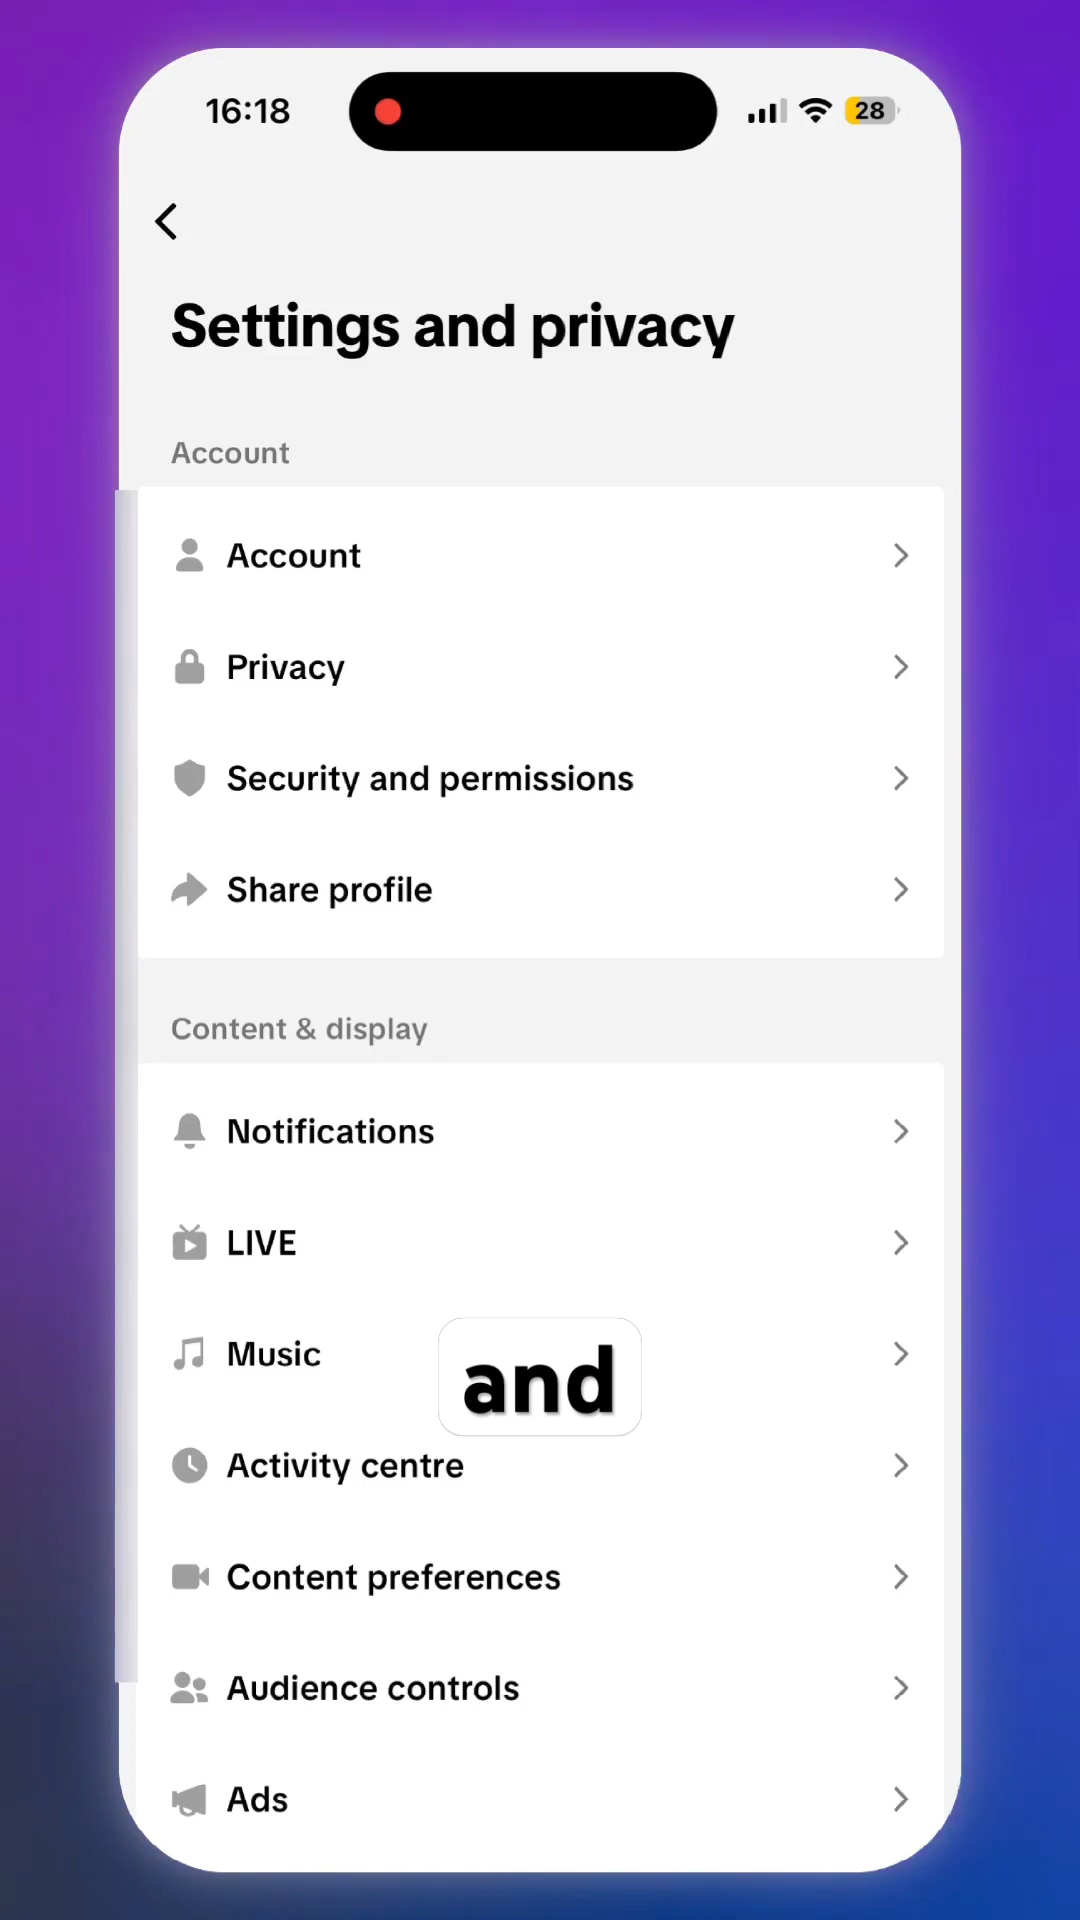 16:18
28
Settings and privacy
Account
Account
Privacy
Security and permissions
Share profile
Content & display
Notifications
LIVE
Music
and
Activity centre
Content preferences
Audience controls
Ads